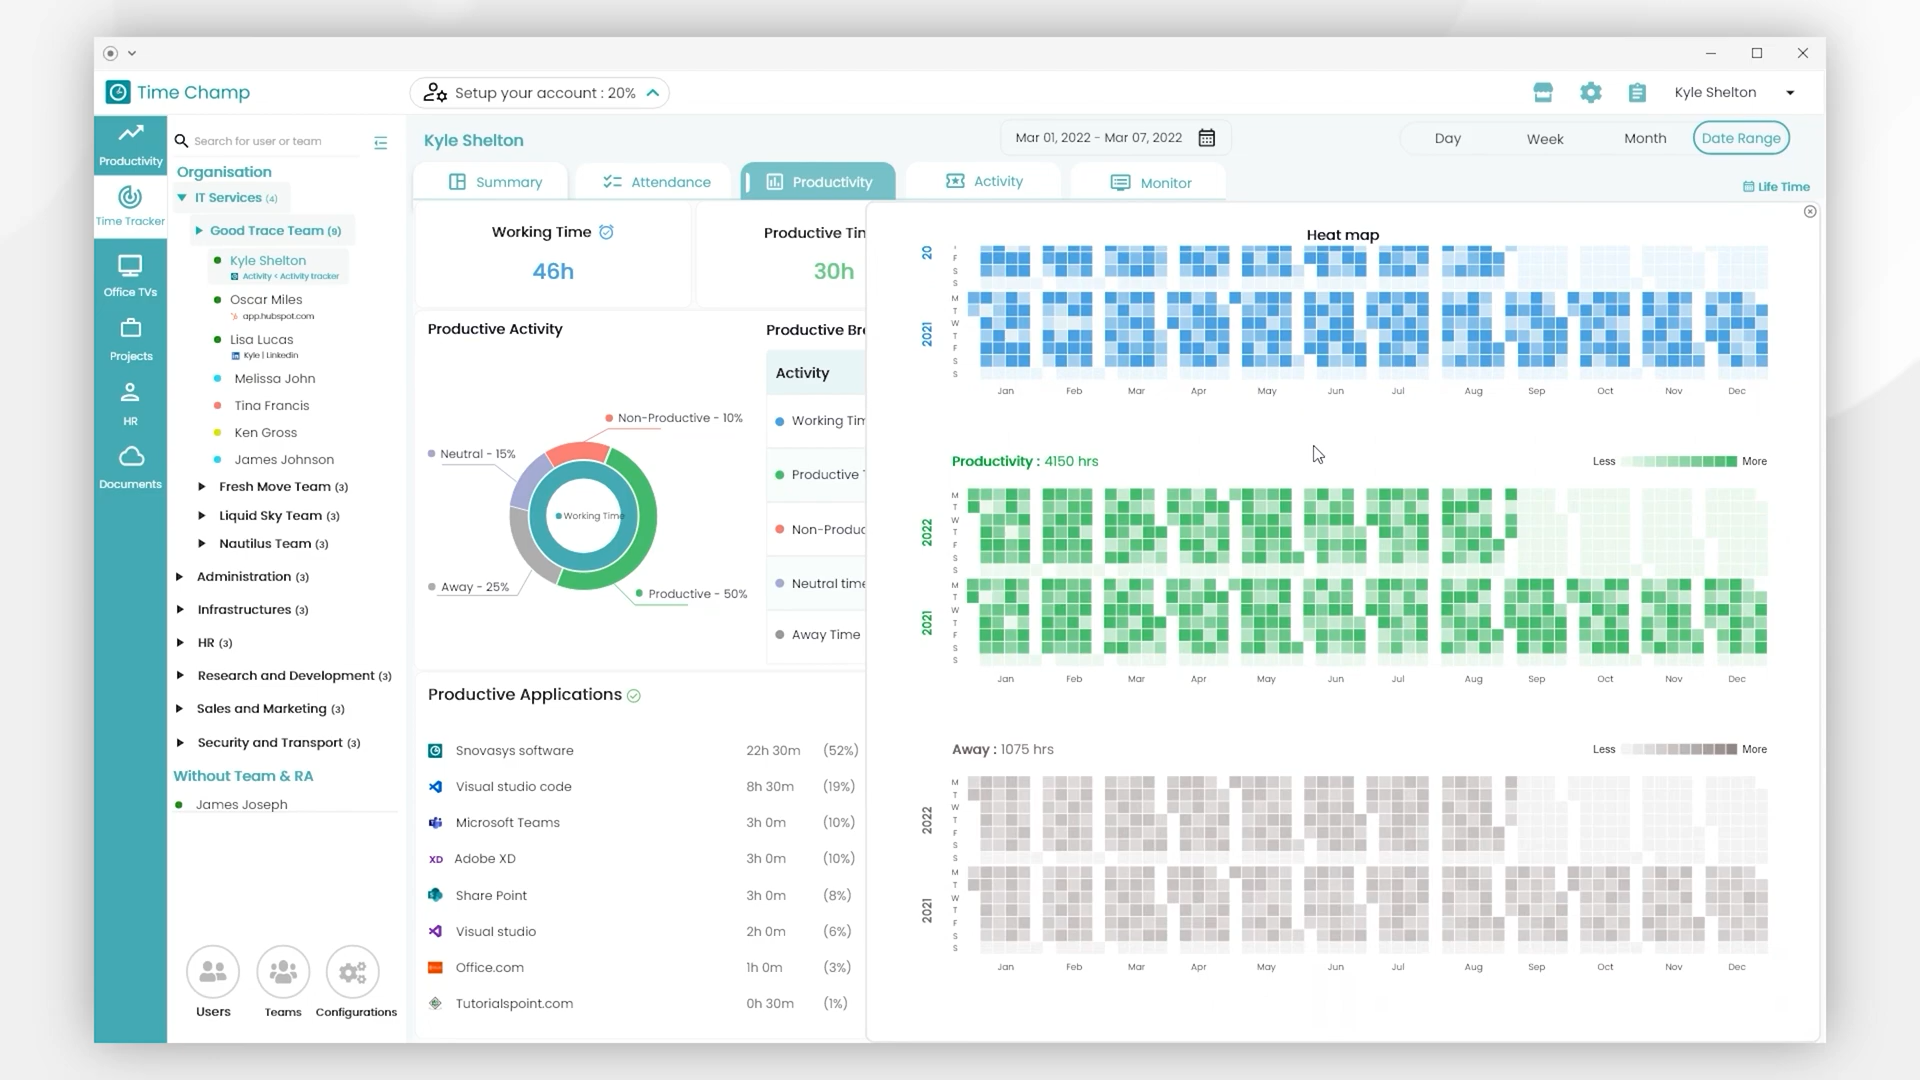 Time Champ
Setup your account : 20%
Kyle Shelton
Productivity
Time Tracker
Office TVs
Projects
HR
Documents
Search for user or team
Organisation
IT Services (4)
Good Trace Team (9)
Kyle Shelton
Activity < Activity tracker
Oscar Miles
app.hubspot.com
Lisa Lucas
Kyle | Linkedin
Melissa John
Tina Francis
Ken Gross
James Johnson
Fresh Move Team (3)
Liquid Sky Team (3)
Nautilus Team (3)
Administration (3)
Infrastructures (3)
HR (3)
Research and Development (3)
Sales and Marketing (3)
Security and Transport (3)
Without Team & RA
James Joseph
Users
Teams
Configurations
Kyle Shelton
Mar 01, 2022 - Mar 07, 2022
Day
Week
Month
Date Range
Summary
Attendance
Productivity
Activity
Monitor
Life Time
Working Time
46h
Productive Tin
30h
Productive Activity
Non-Productive - 10%
Neutral - 15%
Working Time
Away - 25%
Productive - 50%
Productive Bre
Activity
Working Tim
Productive T
Non-Produc
Neutral time
Away Time
Productive Applications
Snovasys software 22h 30m (52%)
Visual studio code 8h 30m (19%)
Microsoft Teams 3h 0m (10%)
XD Adobe XD 3h 0m (10%)
Share Point 3h 0m (8%)
Visual studio 2h 0m (6%)
Office.com 1h 0m (3%)
Tutorialspoint.com 0h 30m (1%)
Heat map
20
F
S
S
2021
M
T
W
T
F
S
S
Jan Feb Mar Apr May Jun Jul Aug Sep Oct Nov Dec
Productivity : 4150 hrs
Less More
2022
M
T
W
T
F
S
S
2021
M
T
W
T
F
S
S
Jan Feb Mar Apr May Jun Jul Aug Sep Oct Nov Dec
Away : 1075 hrs
Less More
2022
M
T
W
T
F
S
S
2021
M
T
W
T
F
S
S
Jan Feb Mar Apr May Jun Jul Aug Sep Oct Nov Dec